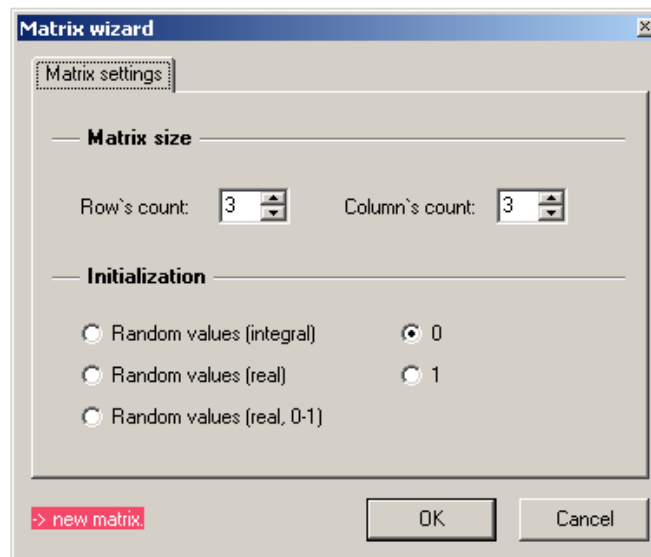 Matrix wizard
Matrix settings
Matrix size
Row`s count: 3 Column`s count: 3
Initialization
Random values (integral) 0
Random values (real) 1
Random values (real, 0-1)
-> new matrix. OK Cancel